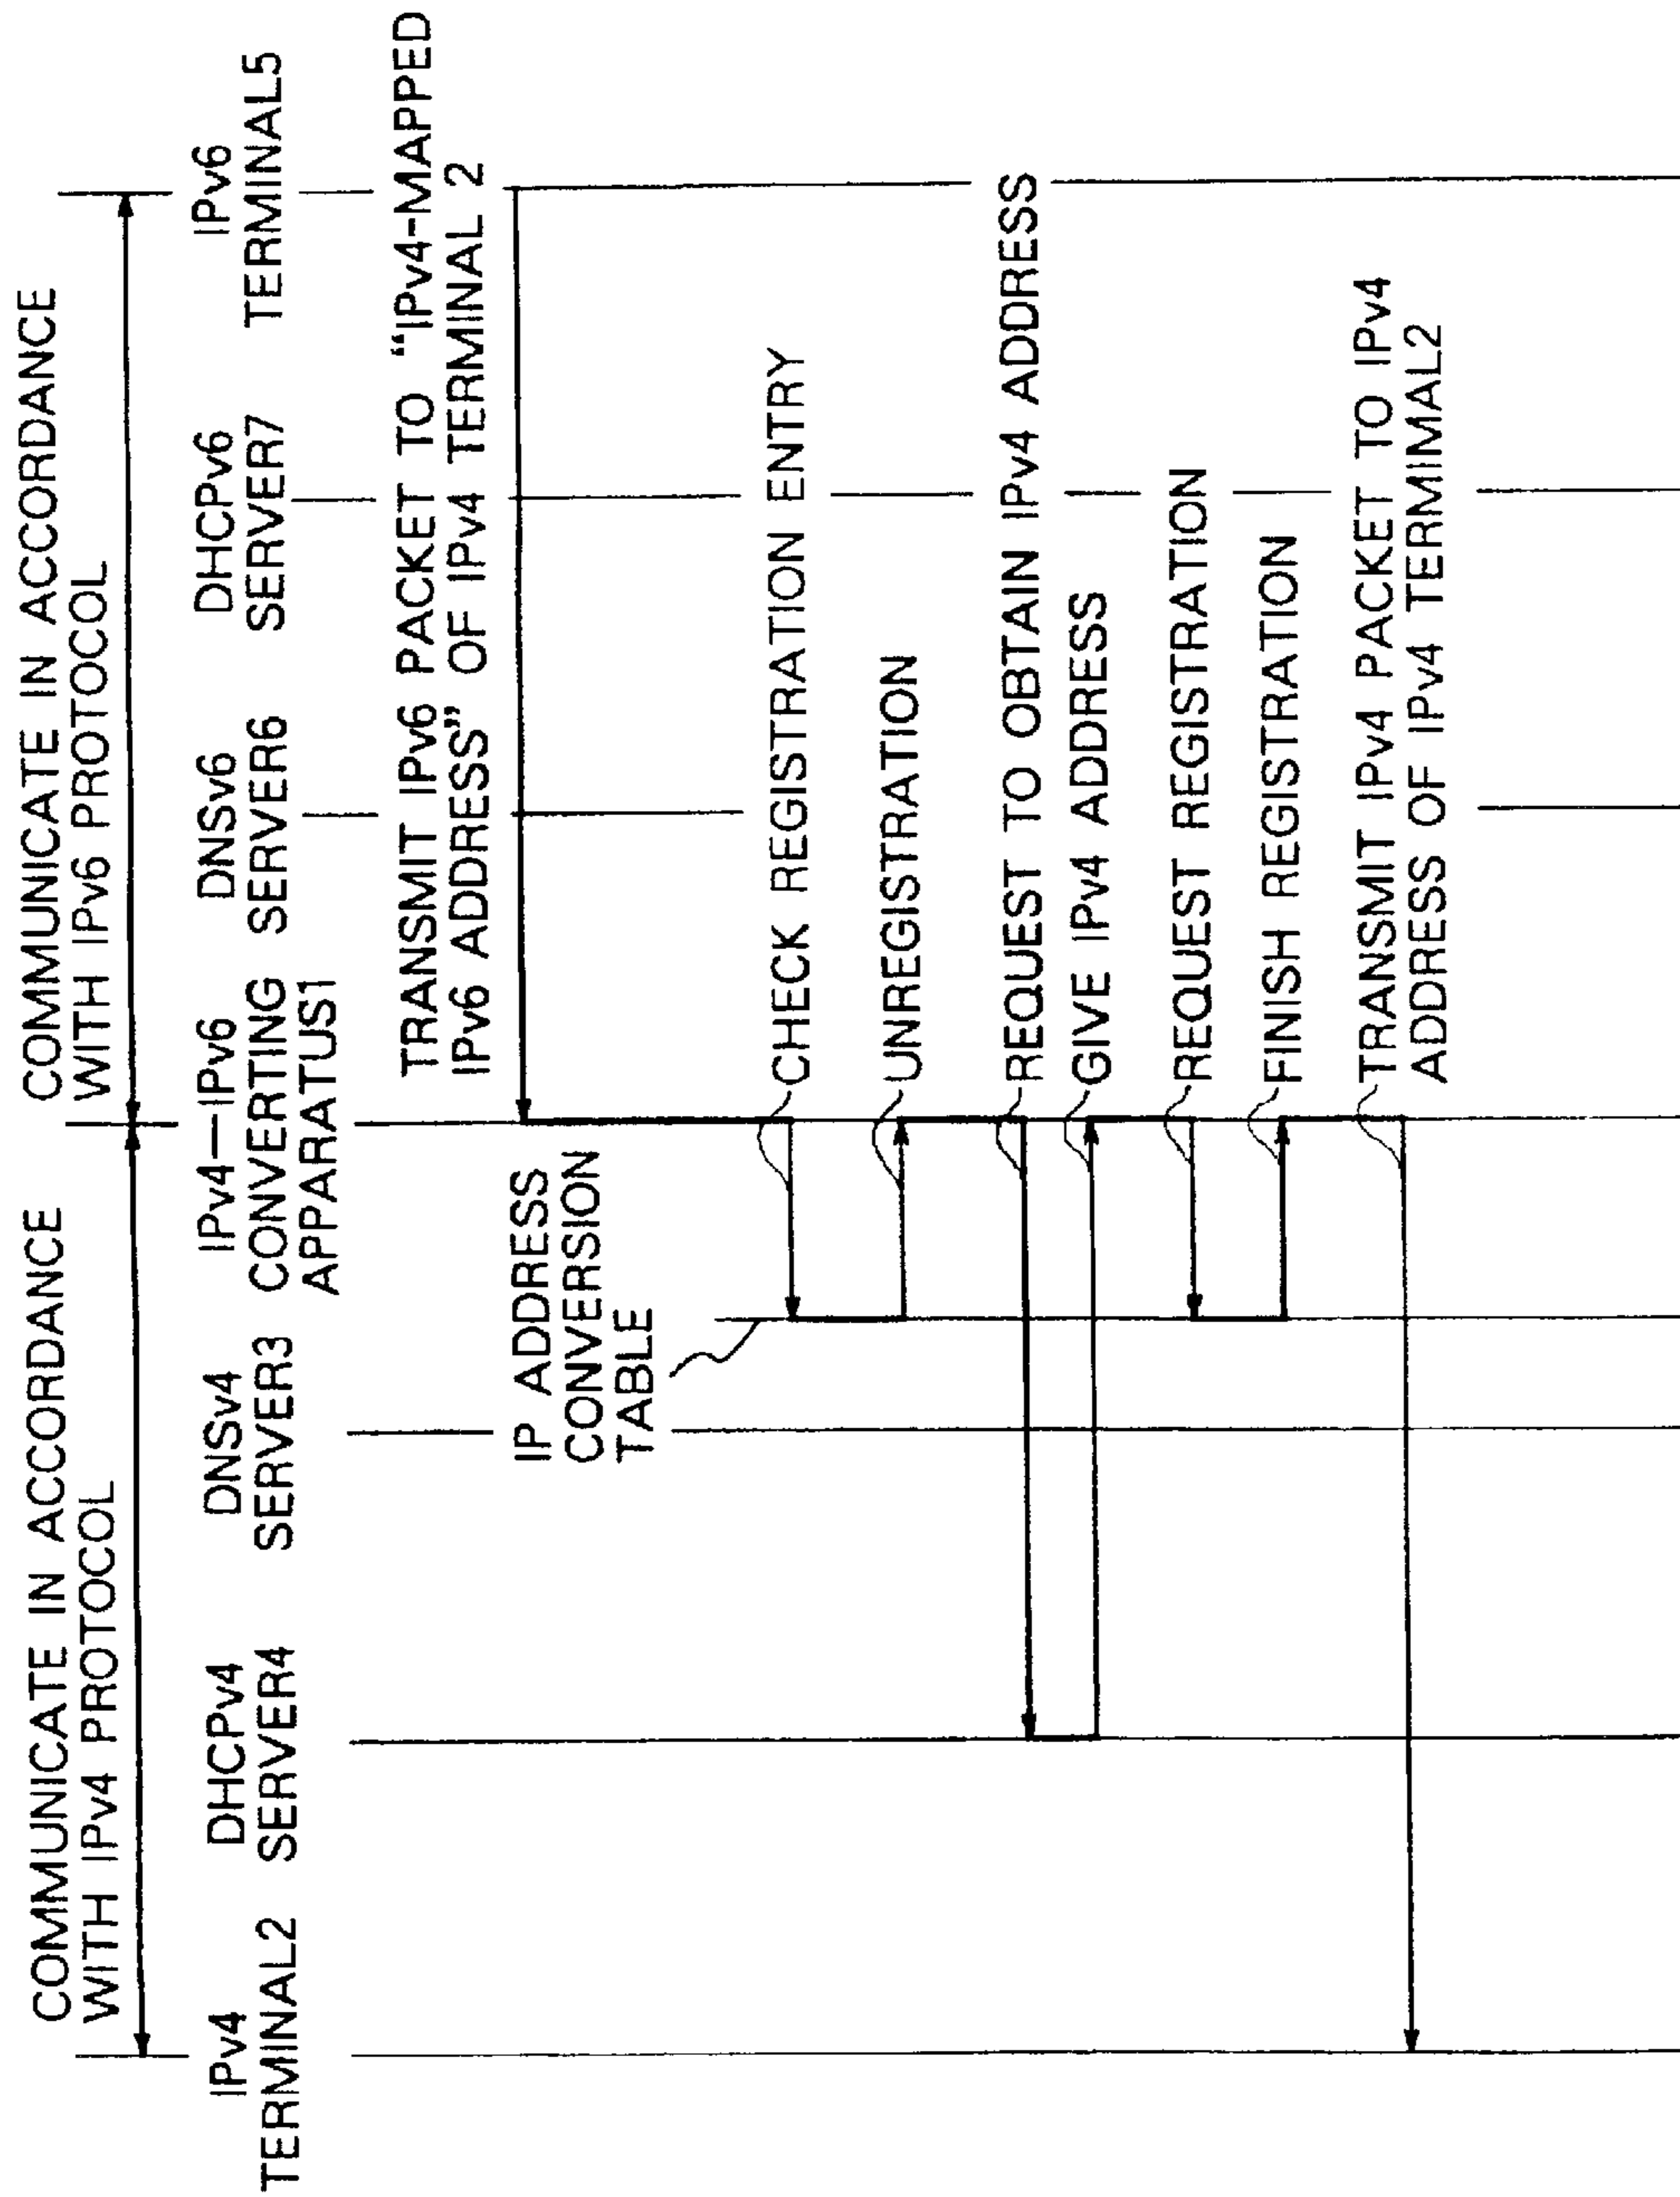 COMMUNICATE IN ACCORDANCE
WITH IPv4 PROTOCOL
COMMUNICATE IN ACCORDANCE
WITH IPv6 PROTOCOL
IPv4
TERMINAL2
DHCPv4
SERVER4
DNSv4
SERVER3
IPv4—IPv6
CONVERTING
APPARATUS1
DNSv6
SERVER6
DHCPv6
SERVER7
IPv6
TERMINAL5
TRANSMIT IPv6 PACKET TO "IPv4-MAPPED
IPv6 ADDRESS" OF IPv4 TERMINAL 2
IP ADDRESS
CONVERSION
TABLE
CHECK REGISTRATION ENTRY
UNREGISTRATION
REQUEST TO OBTAIN IPv4 ADDRESS
GIVE IPv4 ADDRESS
REQUEST REGISTRATION
FINISH REGISTRATION
TRANSMIT IPv4 PACKET TO IPv4
ADDRESS OF IPv4 TERMIMAL2